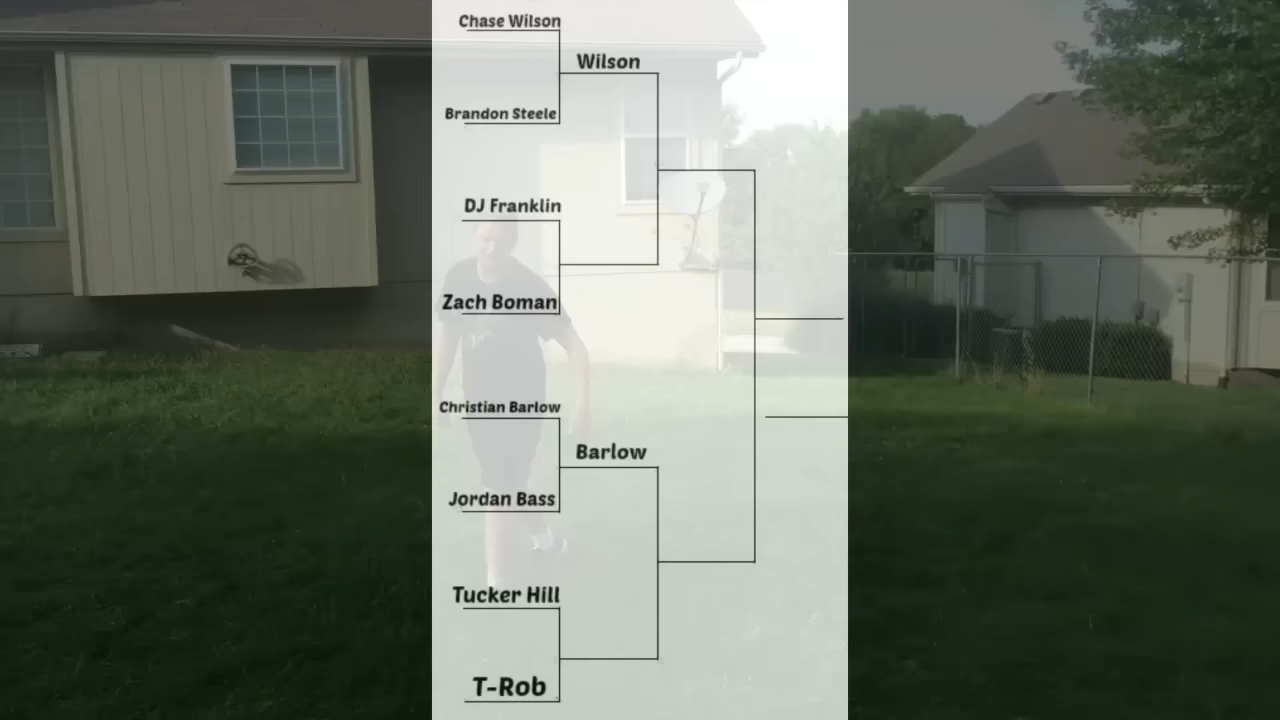 Chase Wilson
Wilson
Brandon Steele
DJ Franklin
Zach Boman
Christian Barlow
Barlow
Jordan Bass
Tucker Hill
T-Rob